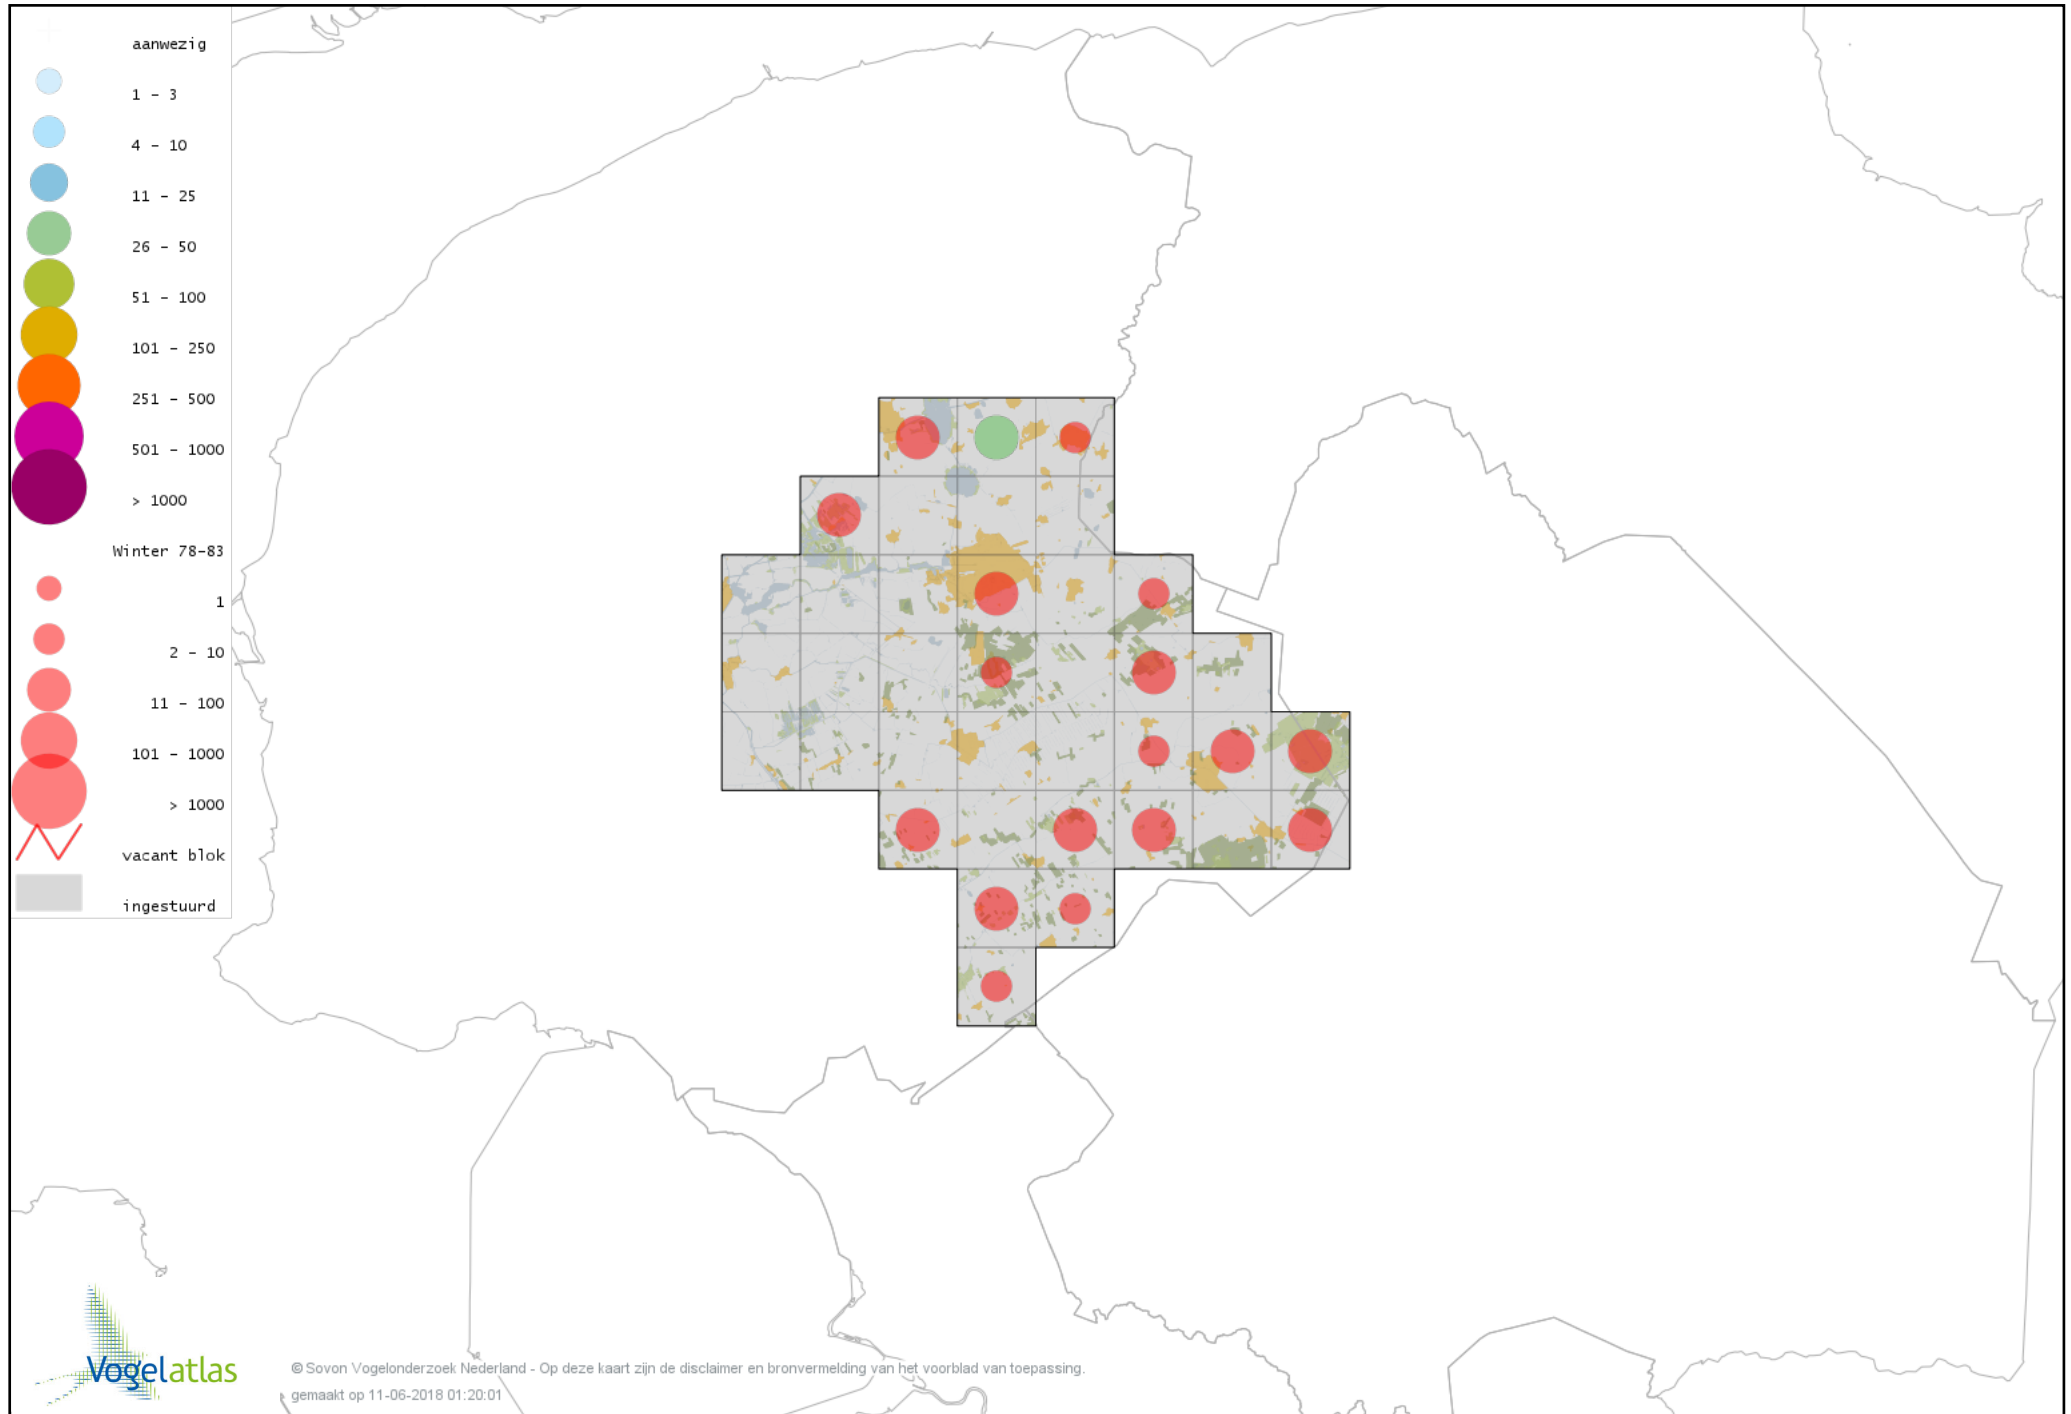 aanwezig
1 - 3
4 - 10
11 - 25
26 - 50
51 - 100
101 - 250
251 - 500
501 - 1000
> 1000
Winter 78-83
1
2 - 10
11 - 100
101 - 1000
> 1000
vacant blok
ingestuurd
Vogelatlas
© Sovon Vogelonderzoek Nederland - Op deze kaart zijn de disclaimer en bronvermelding van het voorblad van toepassing.
gemaakt op 11-06-2018 01:20:01